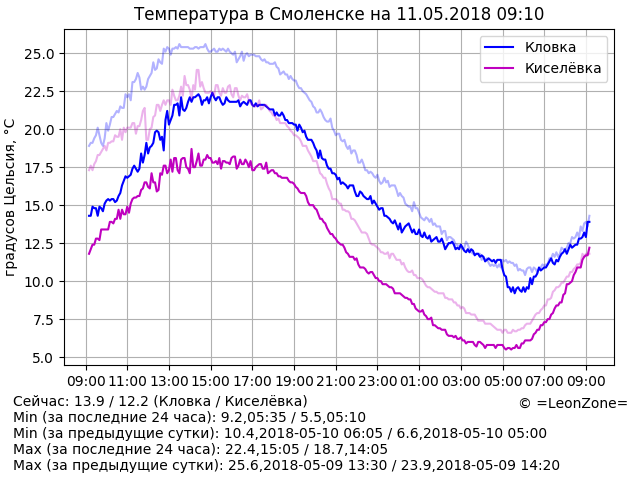 Температура в Смоленске на 11.05.2018 09:10
градусов Цельсия, °C
25.0
22.5
20.0
17.5
15.0
12.5
10.0
7.5
5.0
Кловка
Киселёвка
09:00 11:00 13:00 15:00 17:00 19:00 21:00 23:00 01:00 03:00 05:00 07:00 09:00
Сейчас: 13.9 / 12.2 (Кловка / Киселёвка)
© =LeonZone=
Min (за последние 24 часа): 9.2,05:35 / 5.5,05:10
Min (за предыдущие сутки): 10.4,2018-05-10 06:05 / 6.6,2018-05-10 05:00
Max (за последние 24 часа): 22.4,15:05 / 18.7,14:05
Max (за предыдущие сутки): 25.6,2018-05-09 13:30 / 23.9,2018-05-09 14:20